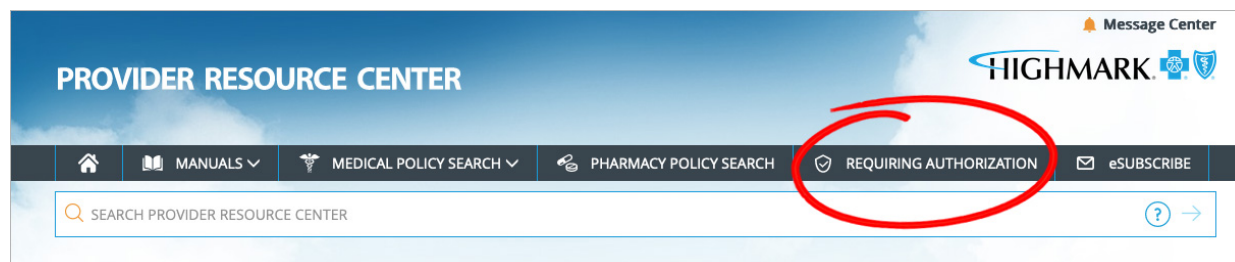 Message Center
PROVIDER RESOURCE CENTER
HIGHMARK.
MANUALS MEDICAL POLICY SEARCH PHARMACY POLICY SEARCH REQUIRING AUTHORIZATION eSUBSCRIBE
SEARCH PROVIDER RESOURCE CENTER ?